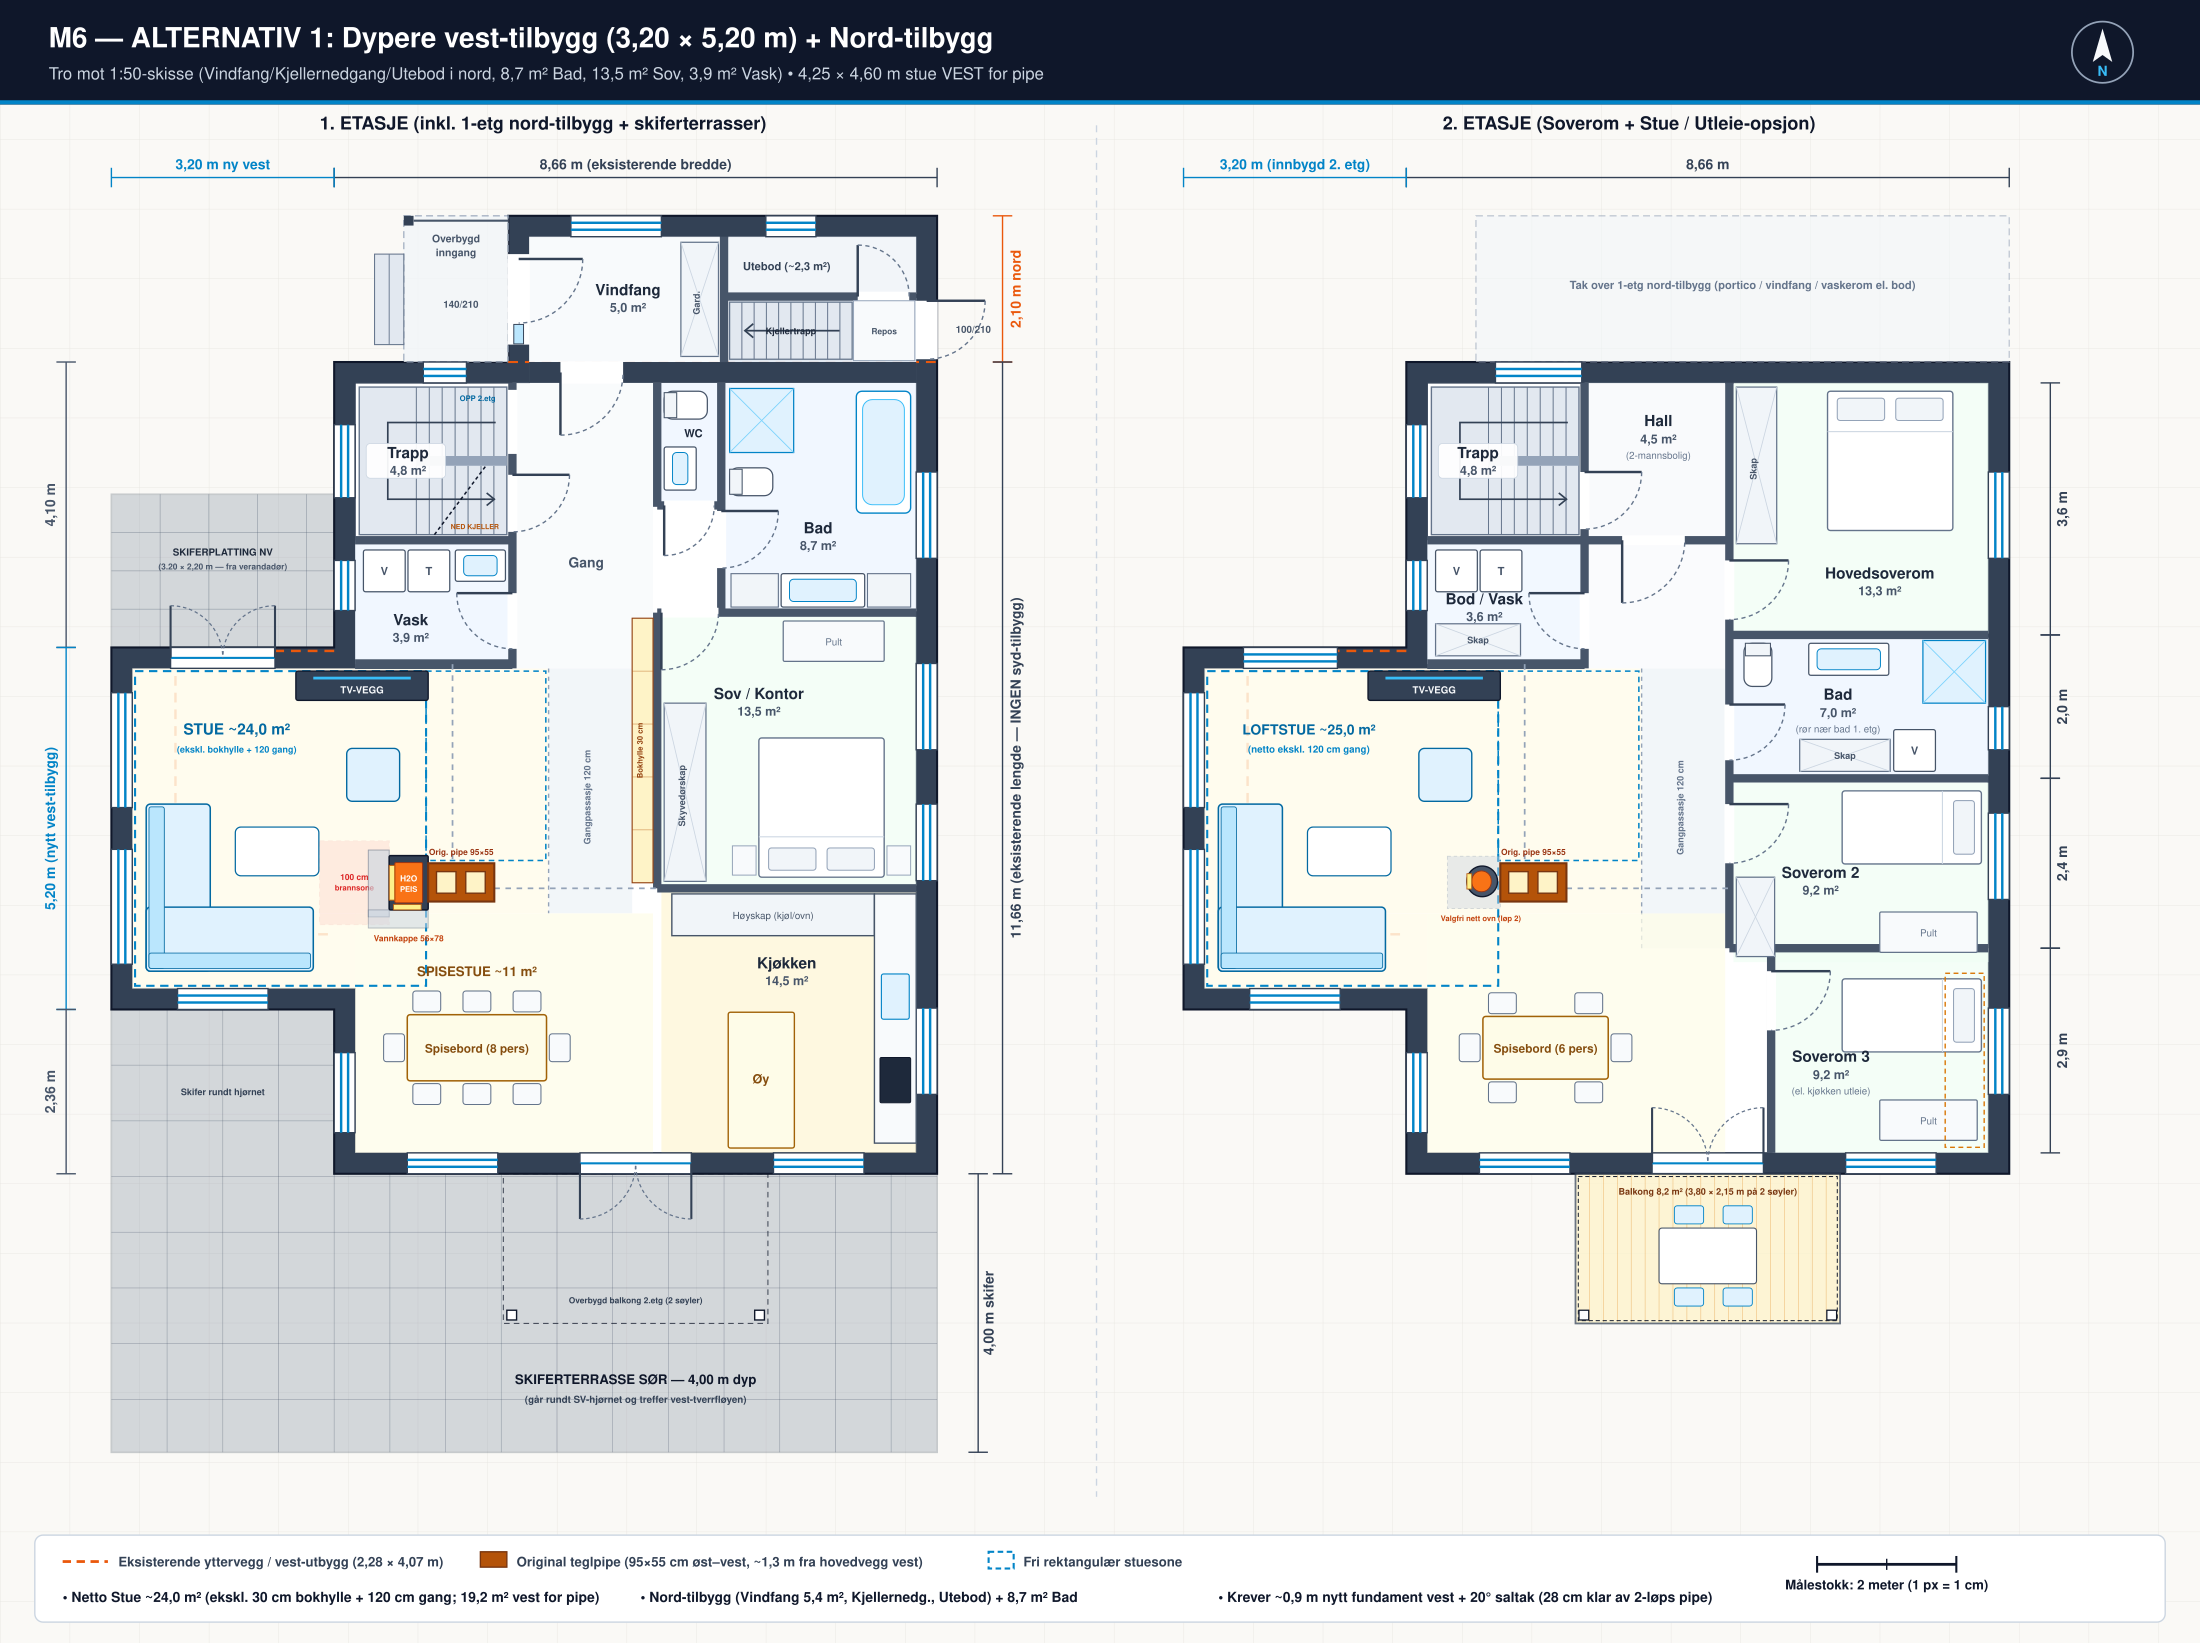 M6 — ALTERNATIV 1: Dypere vest-tilbygg (3,20 × 5,20 m) + Nord-tilbygg
Tro mot 1:50-skisse (Vindfang/Kjellernedgang/Utebod i nord, 8,7 m² Bad, 13,5 m² Sov, 3,9 m² Vask) • 4,25 × 4,60 m stue VEST for pipe
N
1. ETASJE (inkl. 1-etg nord-tilbygg + skiferterrasser)
3,20 m ny vest
8,66 m (eksisterende bredde)
Overbygd
inngang
140/210
Vindfang
5,0 m²
Gard.
Utebod (~2,3 m²)
Kjellertrapp
Repos
100/210
2,10 m nord
OPP 2.etg
Trapp
4,8 m²
NED KJELLER
WC
Bad
8,7 m²
Gang
4,10 m
SKIFERPLATTING NV
(3.20 × 2,20 m — fra verandadør)
V
T
Vask
3,9 m²
Pult
TV-VEGG
STUE ~24,0 m²
(ekskl. bokhylle + 120 gang)
Sov / Kontor
13,5 m²
Bokhylle 30 cm
Gangpassasje 120 cm
Skyvedørskap
5,20 m (nytt vest-tilbygg)
11,66 m (eksisterende lengde — INGEN syd-tilbygg)
Orig. pipe 95×55
100 cm
brannsone
H2O
PEIS
Vannkappe 55×78
Høyskap (kjøl/ovn)
SPISESTUE ~11 m²
Kjøkken
14,5 m²
Spisebord (8 pers)
Øy
2,36 m
Skifer rundt hjørnet
Overbygd balkong 2.etg (2 søyler)
4,00 m skifer
SKIFERTERRASSE SØR — 4,00 m dyp
(går rundt SV-hjørnet og treffer vest-tverrfløyen)
2. ETASJE (Soverom + Stue / Utleie-opsjon)
3,20 m (innbygd 2. etg)
8,66 m
Tak over 1-etg nord-tilbygg (portico / vindfang / vaskerom el. bod)
Trapp
4,8 m²
Hall
4,5 m²
(2-mannsbolig)
Skap
3,6 m
Hovedsoverom
13,3 m²
V
T
Bod / Vask
3,6 m²
Skap
TV-VEGG
LOFTSTUE ~25,0 m²
(netto ekskl. 120 cm gang)
Bad
7,0 m²
(rør nær bad 1. etg)
Skap
V
2,0 m
Gangpassasje 120 cm
Orig. pipe 95×55
Valgfri nett ovn (løp 2)
Soverom 2
9,2 m²
Pult
2,4 m
Spisebord (6 pers)
Soverom 3
9,2 m²
(el. kjøkken utleie)
Pult
2,9 m
Balkong 8,2 m² (3,80 × 2,15 m på 2 søyler)
Eksisterende yttervegg / vest-utbygg (2,28 × 4,07 m)
Original teglpipe (95×55 cm øst–vest, ~1,3 m fra hovedvegg vest)
Fri rektangulær stuesone
Målestokk: 2 meter (1 px = 1 cm)
• Netto Stue ~24,0 m² (ekskl. 30 cm bokhylle + 120 cm gang; 19,2 m² vest for pipe)
• Nord-tilbygg (Vindfang 5,4 m², Kjellernedg., Utebod) + 8,7 m² Bad
• Krever ~0,9 m nytt fundament vest + 20° saltak (28 cm klar av 2-løps pipe)